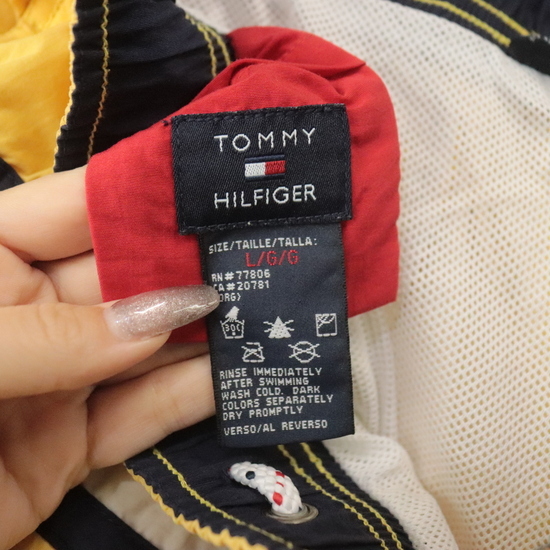 TOMMY
HILFIGER
SIZE/TAILLE/TALLA:
L/G/G
RN#77806
CA#20781
30C
RINSE IMMEDIATELY
AFTER SWIMMING
WASH COLD. DARK
COLORS SEPARATELY
DRY PROMPTLY
VERSO/AL REVERSO